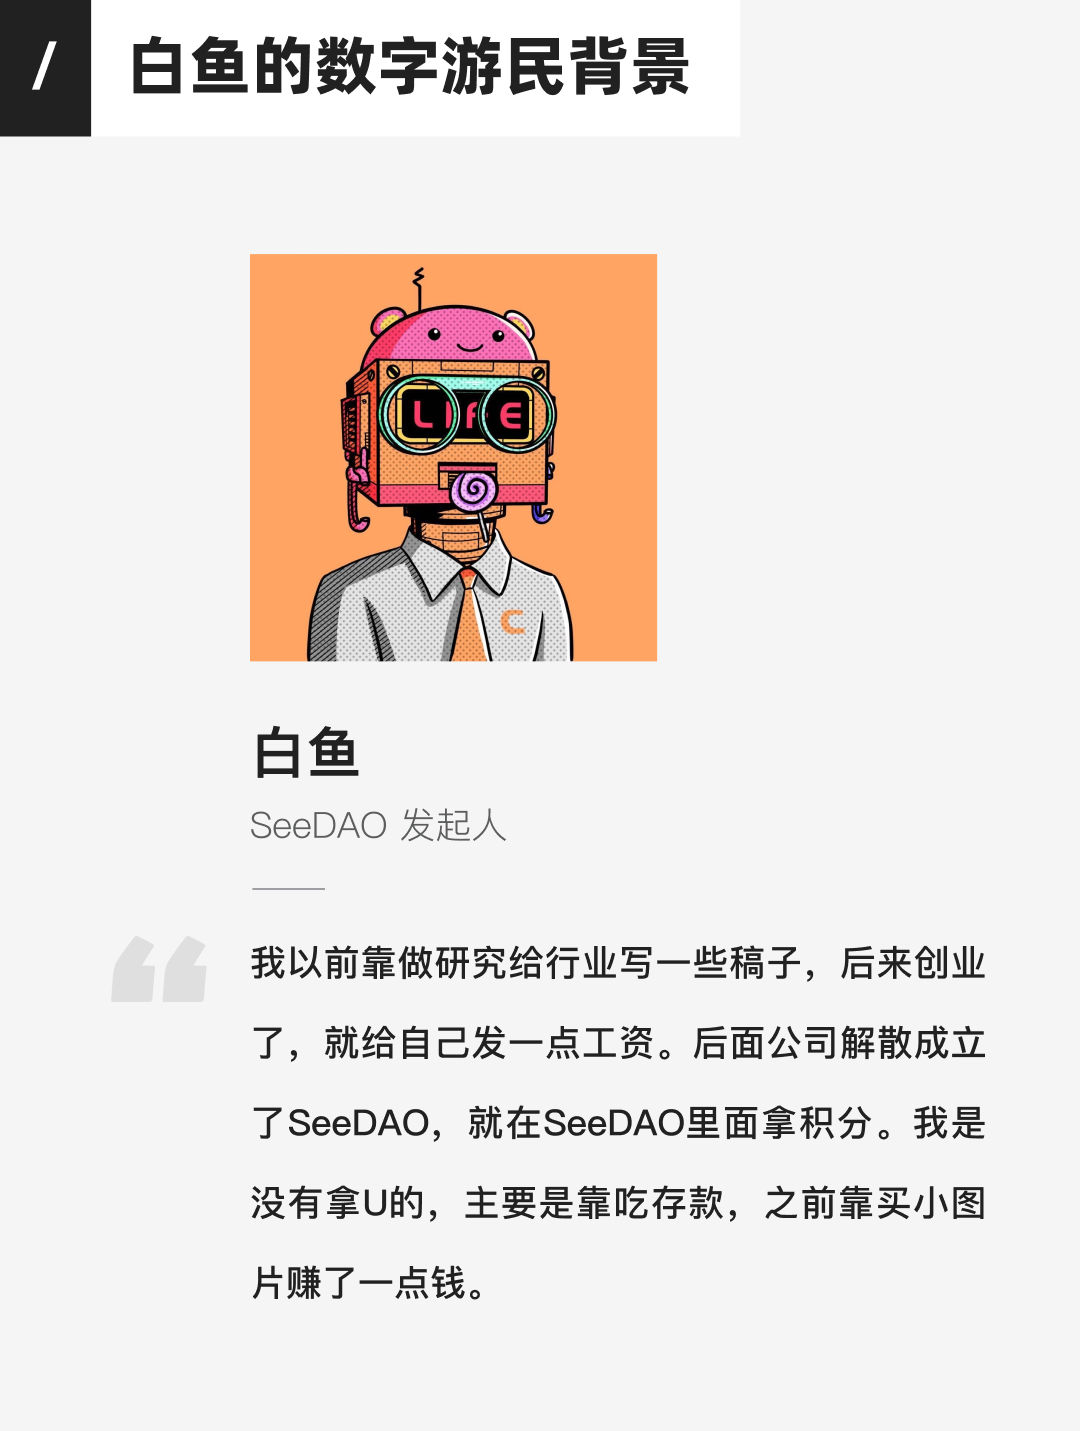 /
白鱼的数字游民背景
LIFE
C
白鱼
SeeDAO 发起人
“
我以前靠做研究给行业写一些稿子，后来创业
了，就给自己发一点工资。后面公司解散成立
了SeeDAO，就在SeeDAO里面拿积分。我是
没有拿U的，主要是靠吃存款，之前靠买小图
片赚了一点钱。